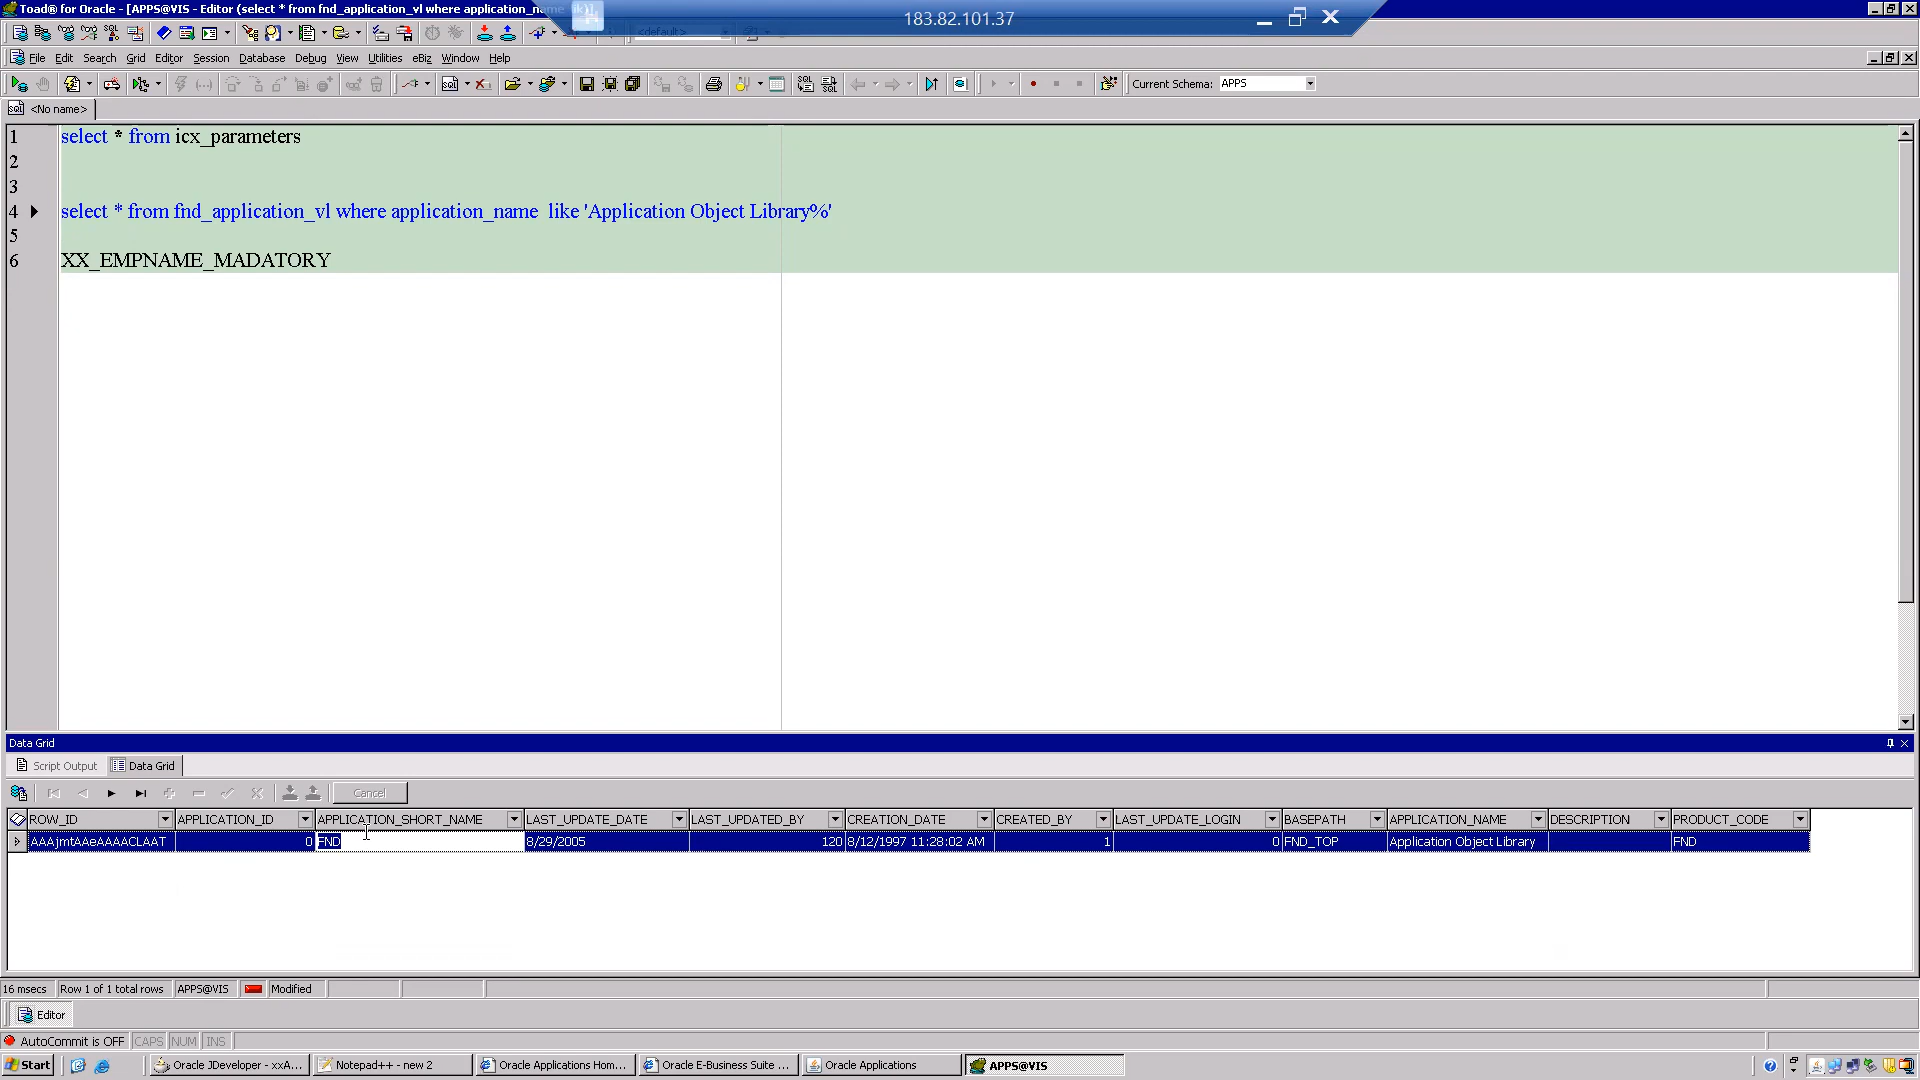 Toad® for Oracle - [APPS@VIS - Editor (select * from fnd_application_vl where application_name
183.82.101.37
<default>
File Edit Search Grid Editor Session Database Debug View Utilities eBiz Window Help
Current Schema: APPS
<No name>
1 select * from icx_parameters
2
3
4 select * from fnd_application_vl where application_name  like 'Application Object Library%'
5
6 XX_EMPNAME_MADATORY
Data Grid
Script Output Data Grid
Cancel
ROW_ID APPLICATION_ID APPLICATION_SHORT_NAME LAST_UPDATE_DATE LAST_UPDATED_BY CREATION_DATE CREATED_BY LAST_UPDATE_LOGIN BASEPATH APPLICATION_NAME DESCRIPTION PRODUCT_CODE
AAAjmtAAeAAAACLAAT 0 FND 8/29/2005 120 8/12/1997 11:28:02 AM 1 0 FND_TOP Application Object Library FND
16 msecs Row 1 of 1 total rows APPS@VIS Modified
Editor
AutoCommit is OFF CAPS NUM INS
Start Oracle JDeveloper - xxA... Notepad++ - new 2 Oracle Applications Hom... Oracle E-Business Suite ... Oracle Applications APPS@VIS